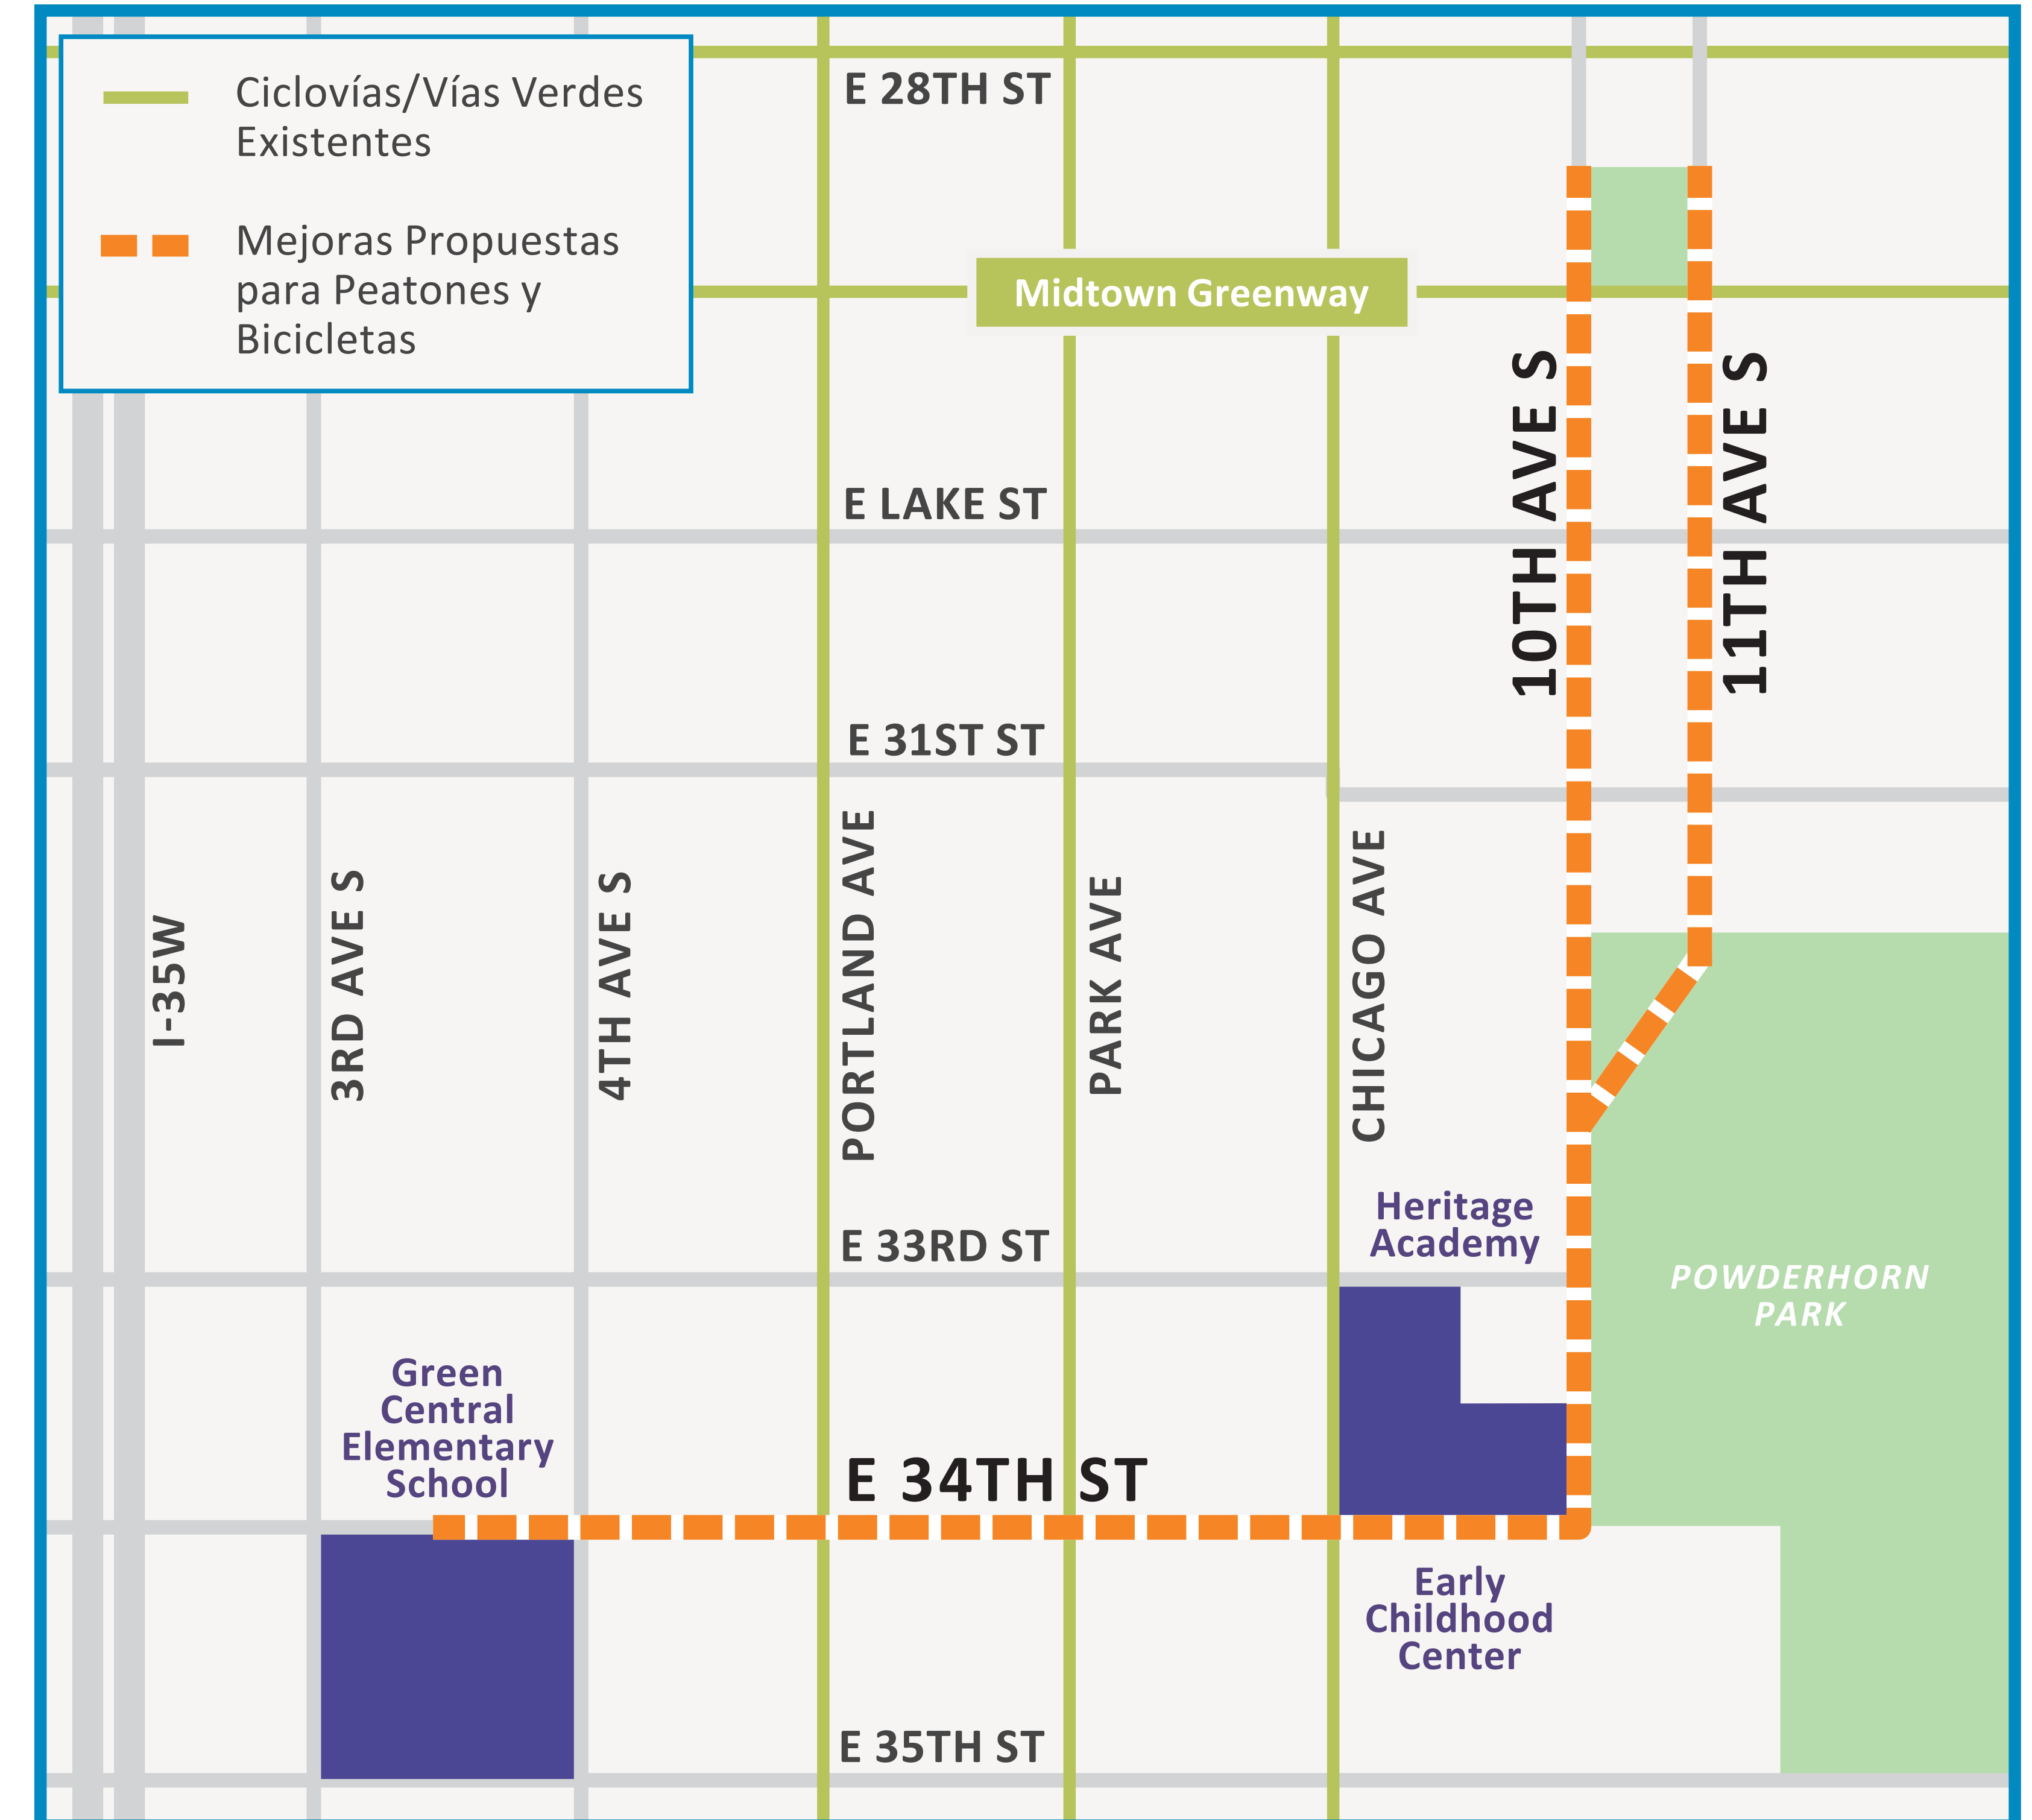 Ciclovías/Vías Verdes
Existentes
Mejoras Propuestas
para Peatones y
Bicicletas
E 28TH ST
Midtown Greenway
E LAKE ST
10TH AVE S
11TH AVE S
E 31ST ST
I-35W
3RD AVE S
4TH AVE S
PORTLAND AVE
PARK AVE
CHICAGO AVE
Heritage
Academy
E 33RD ST
POWDERHORN
PARK
Green
Central
Elementary
School
E 34TH ST
Early
Childhood
Center
E 35TH ST